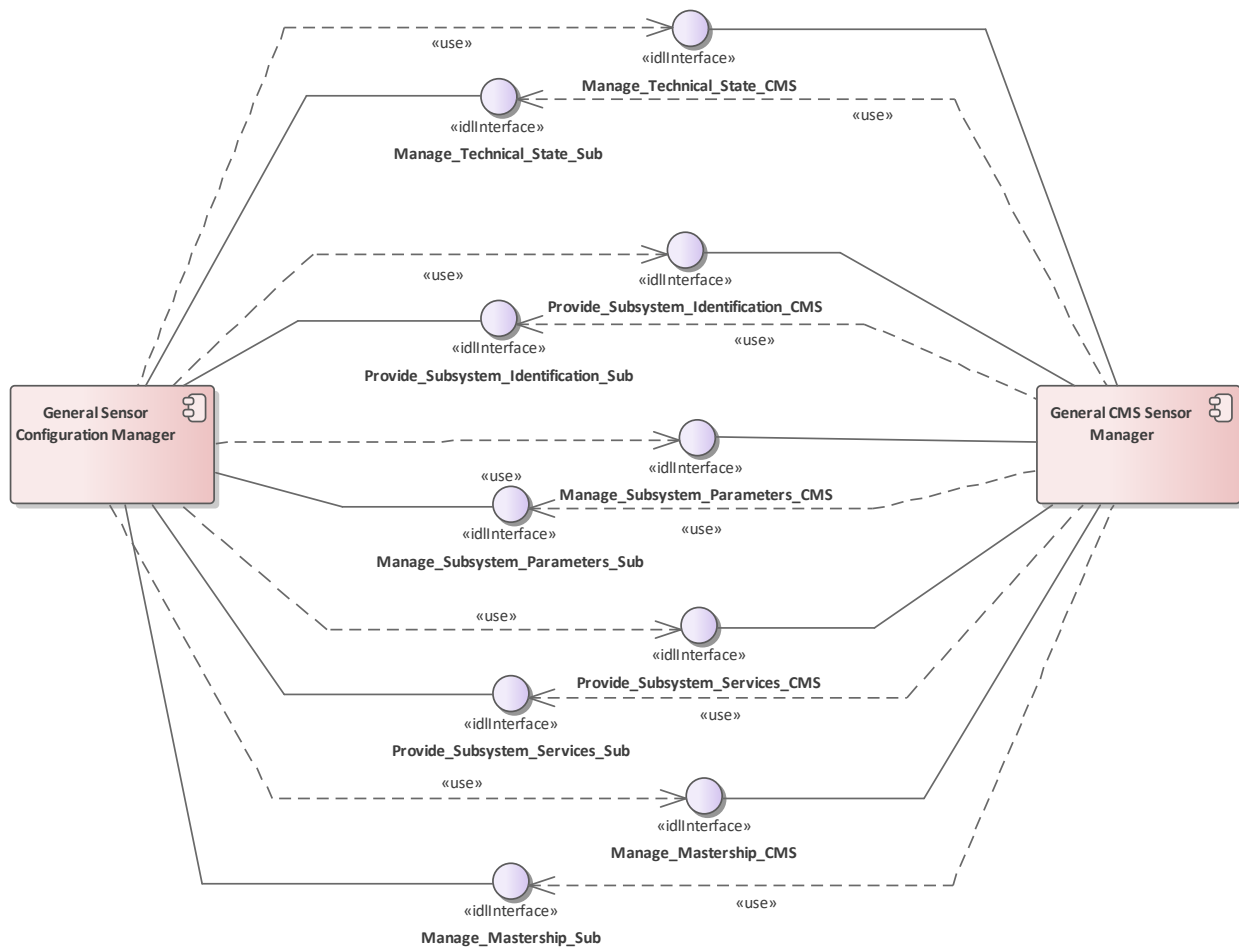 «use»
«idlInterface»
Manage_Technical_State_CMS
«use»
«idlInterface»
Manage_Technical_State_Sub
«use»
«idlInterface»
Provide_Subsystem_Identification_CMS
«use»
«idlInterface»
Provide_Subsystem_Identification_Sub
General Sensor
Configuration Manager
General CMS Sensor
Manager
«use»
«idlInterface»
Manage_Subsystem_Parameters_CMS
«use»
«idlInterface»
Manage_Subsystem_Parameters_Sub
«use»
«idlInterface»
Provide_Subsystem_Services_CMS
«use»
«idlInterface»
Provide_Subsystem_Services_Sub
«use»
«idlInterface»
Manage_Mastership_CMS
«use»
«idlInterface»
Manage_Mastership_Sub